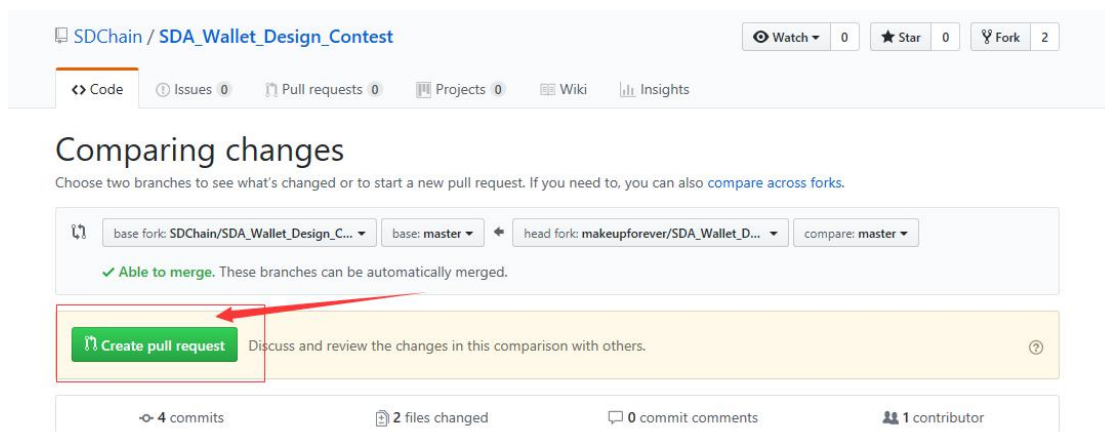 SDChain / SDA_Wallet_Design_Contest Watch 0 Star 0 Fork 2
Code Issues 0 Pull requests 0 Projects 0 Wiki Insights
Comparing changes
Choose two branches to see what's changed or to start a new pull request. If you need to, you can also compare across forks.
base fork: SDChain/SDA_Wallet_Design_C... base: master head fork: makeupforever/SDA_Wallet_D... compare: master
Able to merge. These branches can be automatically merged.
Create pull request Discuss and review the changes in this comparison with others.
4 commits 2 files changed 0 commit comments 1 contributor